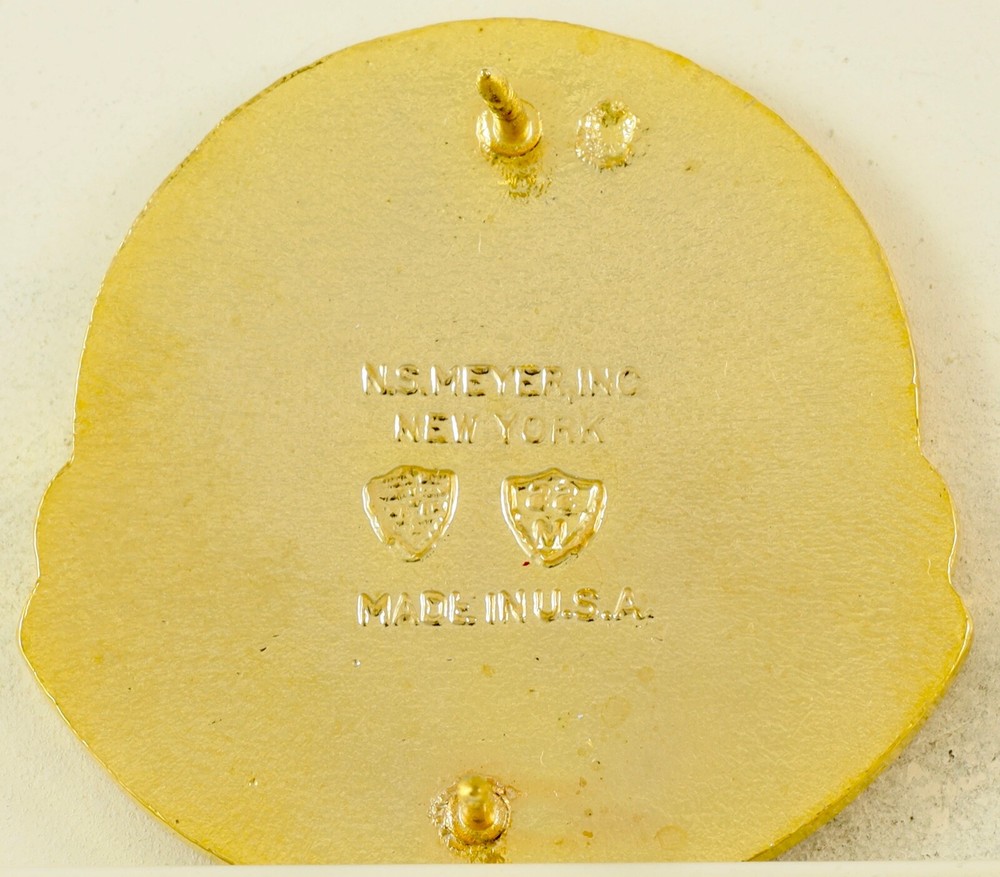 N.S.MEYER, INC
NEW YORK
M
MADE IN U.S.A.